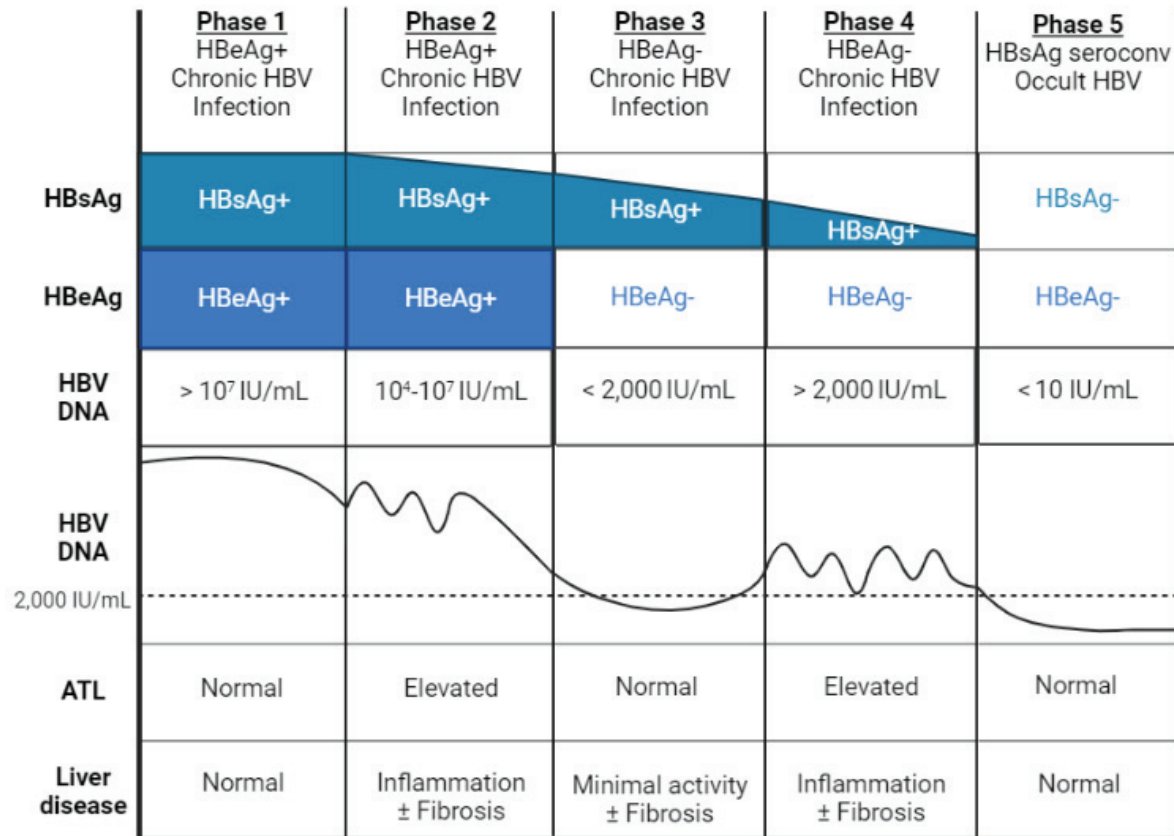 Phase 1
HBeAg+
Chronic HBV
Infection
Phase 2
HBeAg+
Chronic HBV
Infection
Phase 3
HBeAg-
Chronic HBV
Infection
Phase 4
HBeAg-
Chronic HBV
Infection
Phase 5
HBsAg seroconv
Occult HBV
HBsAg
HBsAg+
HBsAg+
HBsAg+
HBsAg+
HBsAg-
HBeAg
HBeAg+
HBeAg+
HBeAg-
HBeAg-
HBeAg-
HBV
DNA
> 10⁷ IU/mL
10⁴-10⁷ IU/mL
< 2,000 IU/mL
> 2,000 IU/mL
< 10 IU/mL
HBV
DNA
2,000 IU/mL
ATL
Normal
Elevated
Normal
Elevated
Normal
Liver
disease
Normal
Inflammation
± Fibrosis
Minimal activity
± Fibrosis
Inflammation
± Fibrosis
Normal